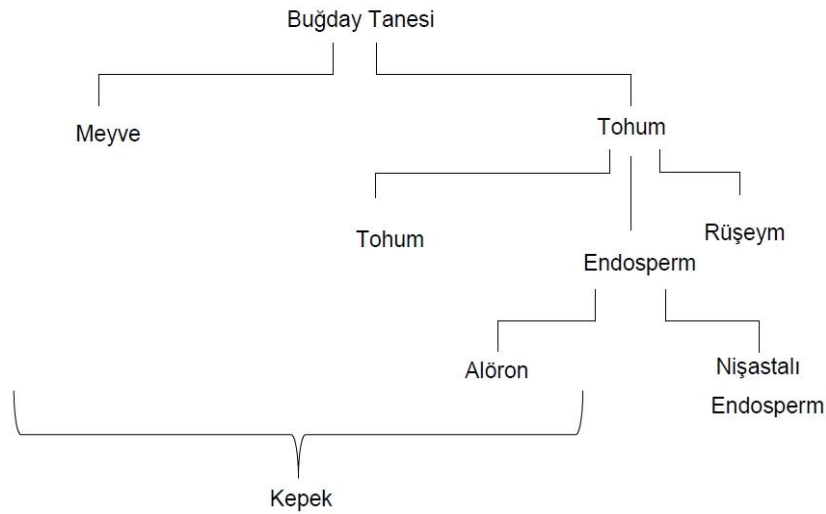 Buğday Tanesi
Meyve
Tohum
Tohum
Rüşeym
Endosperm
Alöron
Nişastalı
Endosperm
Kepek